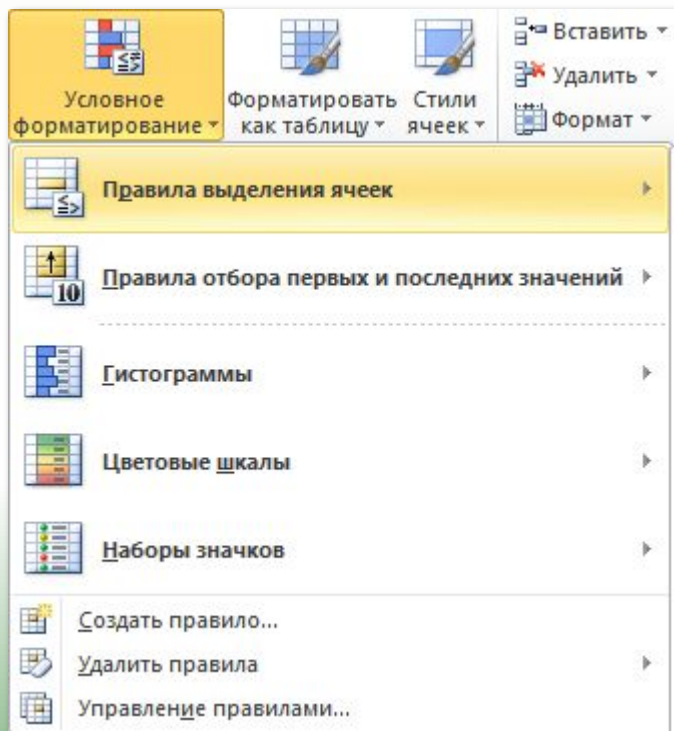 Условное
форматирование
Форматировать
как таблицу
Стили
ячеек
Вставить
Удалить
Формат
Правила выделения ячеек
10
Правила отбора первых и последних значений
Гистограммы
Цветовые шкалы
Наборы значков
Создать правило...
Удалить правила
Управление правилами...